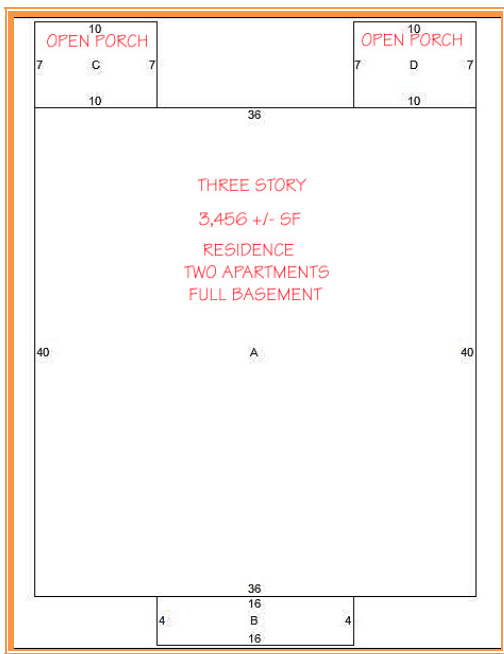 10 10
OPEN PORCH OPEN PORCH
7 C 7 7 D 7
10 10
36
THREE STORY
3,456 +/- SF
RESIDENCE
TWO APARTMENTS
FULL BASEMENT
40 A 40
36
16
4 B 4
16